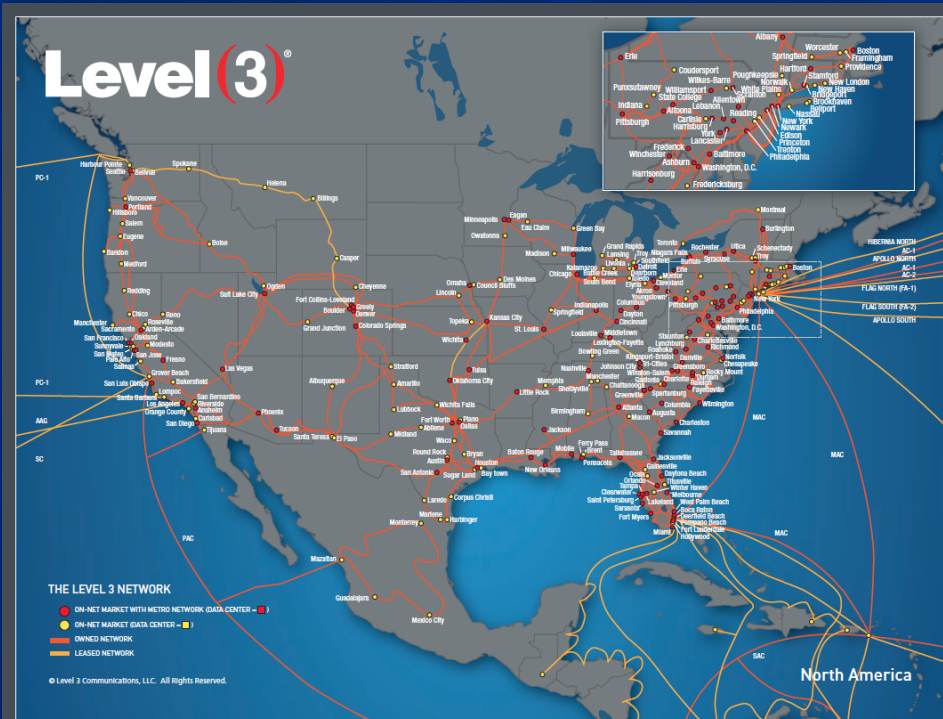 Level(3)®
Albany
Worcester
Boston
Framingham
Springfield
Providence
Erie
Hartford
Coudersport
Poughkeepsie
Stamford
Wilkes-Barre
Norwalk
New London
New Haven
Punxsutawney
Williamsport
White Plains
Bridgeport
State College
Scranton
Brookhaven
Indiana
Allentown
Bellport
Altoona
Lebanon
Nassau
Pittsburgh
Carlisle
Reading
New York
Harrisburg
Newark
York
Edison
Lancaster
Princeton
Frederick
Trenton
Winchester
Baltimore
Philadelphia
Ashburn
Washington, D.C.
Harrisonburg
Fredericksburg
Harbour Pointe
Spokane
Seattle
PC-1
Helena
Vancouver
Billings
Portland
Hillsboro
Salem
Eugene
Boise
Bandon
Medford
Casper
Redding
Ogden
Salt Lake City
Cheyenne
Fort Collins-Loveland
Greely
Boulder
Denver
Chico
Reno
Manchester
Roseville
Sacramento
Arden-Arcade
Grand Junction
Colorado Springs
San Francisco
Oakland
Sunnyvale
Modesto
San Mateo
San Jose
Palo Alto
Fresno
Salinas
Las Vegas
Grover Beach
PC-1
San Luis Obispo
Bakersfield
Lompoc
Santa Barbara
San Bernardino
Los Angeles
Riverside
Orange County
Anaheim
Carlsbad
AAG
San Diego
Tijuana
Phoenix
Tucson
SC
Albuquerque
Santa Teresa
El Paso
Minneapolis
Eagan
Eau Claire
Green Bay
Owatonna
Madison
Milwaukee
Grand Rapids
Lansing
Troy
Livonia
Southfield
Kalamazoo
Detroit
Chicago
Battle Creek
Dearborn
South Bend
Toledo
Elyria
Cleveland
Akron
Youngstown
Mentor
Erie
Toronto
Niagara Falls
Buffalo
Rochester
Syracuse
Utica
Schenectady
Troy
Burlington
Montreal
Boston
New York
Philadelphia
Pittsburgh
Baltimore
Washington, D.C.
HIBERNIA NORTH
AC-1
APOLLO NORTH
AC-1
AC-2
FLAG NORTH (FA-1)
FLAG SOUTH (FA-2)
APOLLO SOUTH
Omaha
Des Moines
Council Bluffs
Lincoln
Topeka
Kansas City
Springfield
Indianapolis
Columbus
Dayton
Cincinnati
St. Louis
Wichita
Louisville
Middletown
Lexington-Fayette
Bowling Green
Staunton
Lynchburg
Charlottesville
Richmond
Roanoke
Norfolk
Chesapeake
Kingsport-Bristol
Tri-Cities
Danville
Johnson City
Greensboro
Winston-Salem
Durham
Rocky Mount
Raleigh
Gastonia
Charlotte
Fayetteville
Spartanburg
Greenville
Wilmington
Columbia
Charleston
Savannah
Stratford
Amarillo
Tulsa
Oklahoma City
Little Rock
Nashville
Manchester
Memphis
Shelbyville
Chattanooga
Lubbock
Wichita Falls
Fort Worth
Plano
Dallas
Abilene
Midland
Waco
Birmingham
Atlanta
Macon
Augusta
Jackson
Round Rock
Bryan
Austin
Houston
San Antonio
Sugar Land
Bay town
Baton Rouge
New Orleans
Mobile
Ferry Pass
Brent
Pensacola
Tallahassee
Jacksonville
Gainesville
Ocala
Daytona Beach
Orlando
Titusville
Tampa
Winter Haven
Clearwater
Melbourne
Saint Petersburg
Lakeland
Sarasota
West Palm Beach
Boca Raton
Deerfield Beach
Fort Myers
Pompano Beach
Fort Lauderdale
Miami
Hollywood
MAC
MAC
MAC
Laredo
Corpus Christi
Marlene
Monterrey
Harbinger
PAC
Mazatlan
Guadalajara
Mexico City
SAC
THE LEVEL 3 NETWORK
ON-NET MARKET WITH METRO NETWORK (DATA CENTER = )
ON-NET MARKET (DATA CENTER = )
OWNED NETWORK
LEASED NETWORK
© Level 3 Communications, LLC. All Rights Reserved.
North America